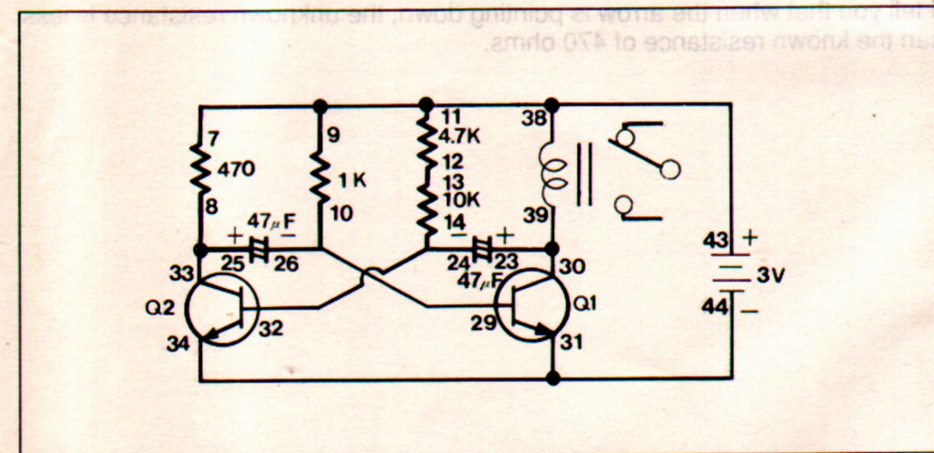 tell you that when the arrow is pointing down, the unknown resistance is less
than the known resistance of 470 ohms.
7
470
8
9
1K
10
11
4.7K
12
13
10K
14
38
39
47µF
+ −
25 26
− +
24 23
47µF
33
Q2
32
34
30
29
Q1
31
43 +
3V
44 −